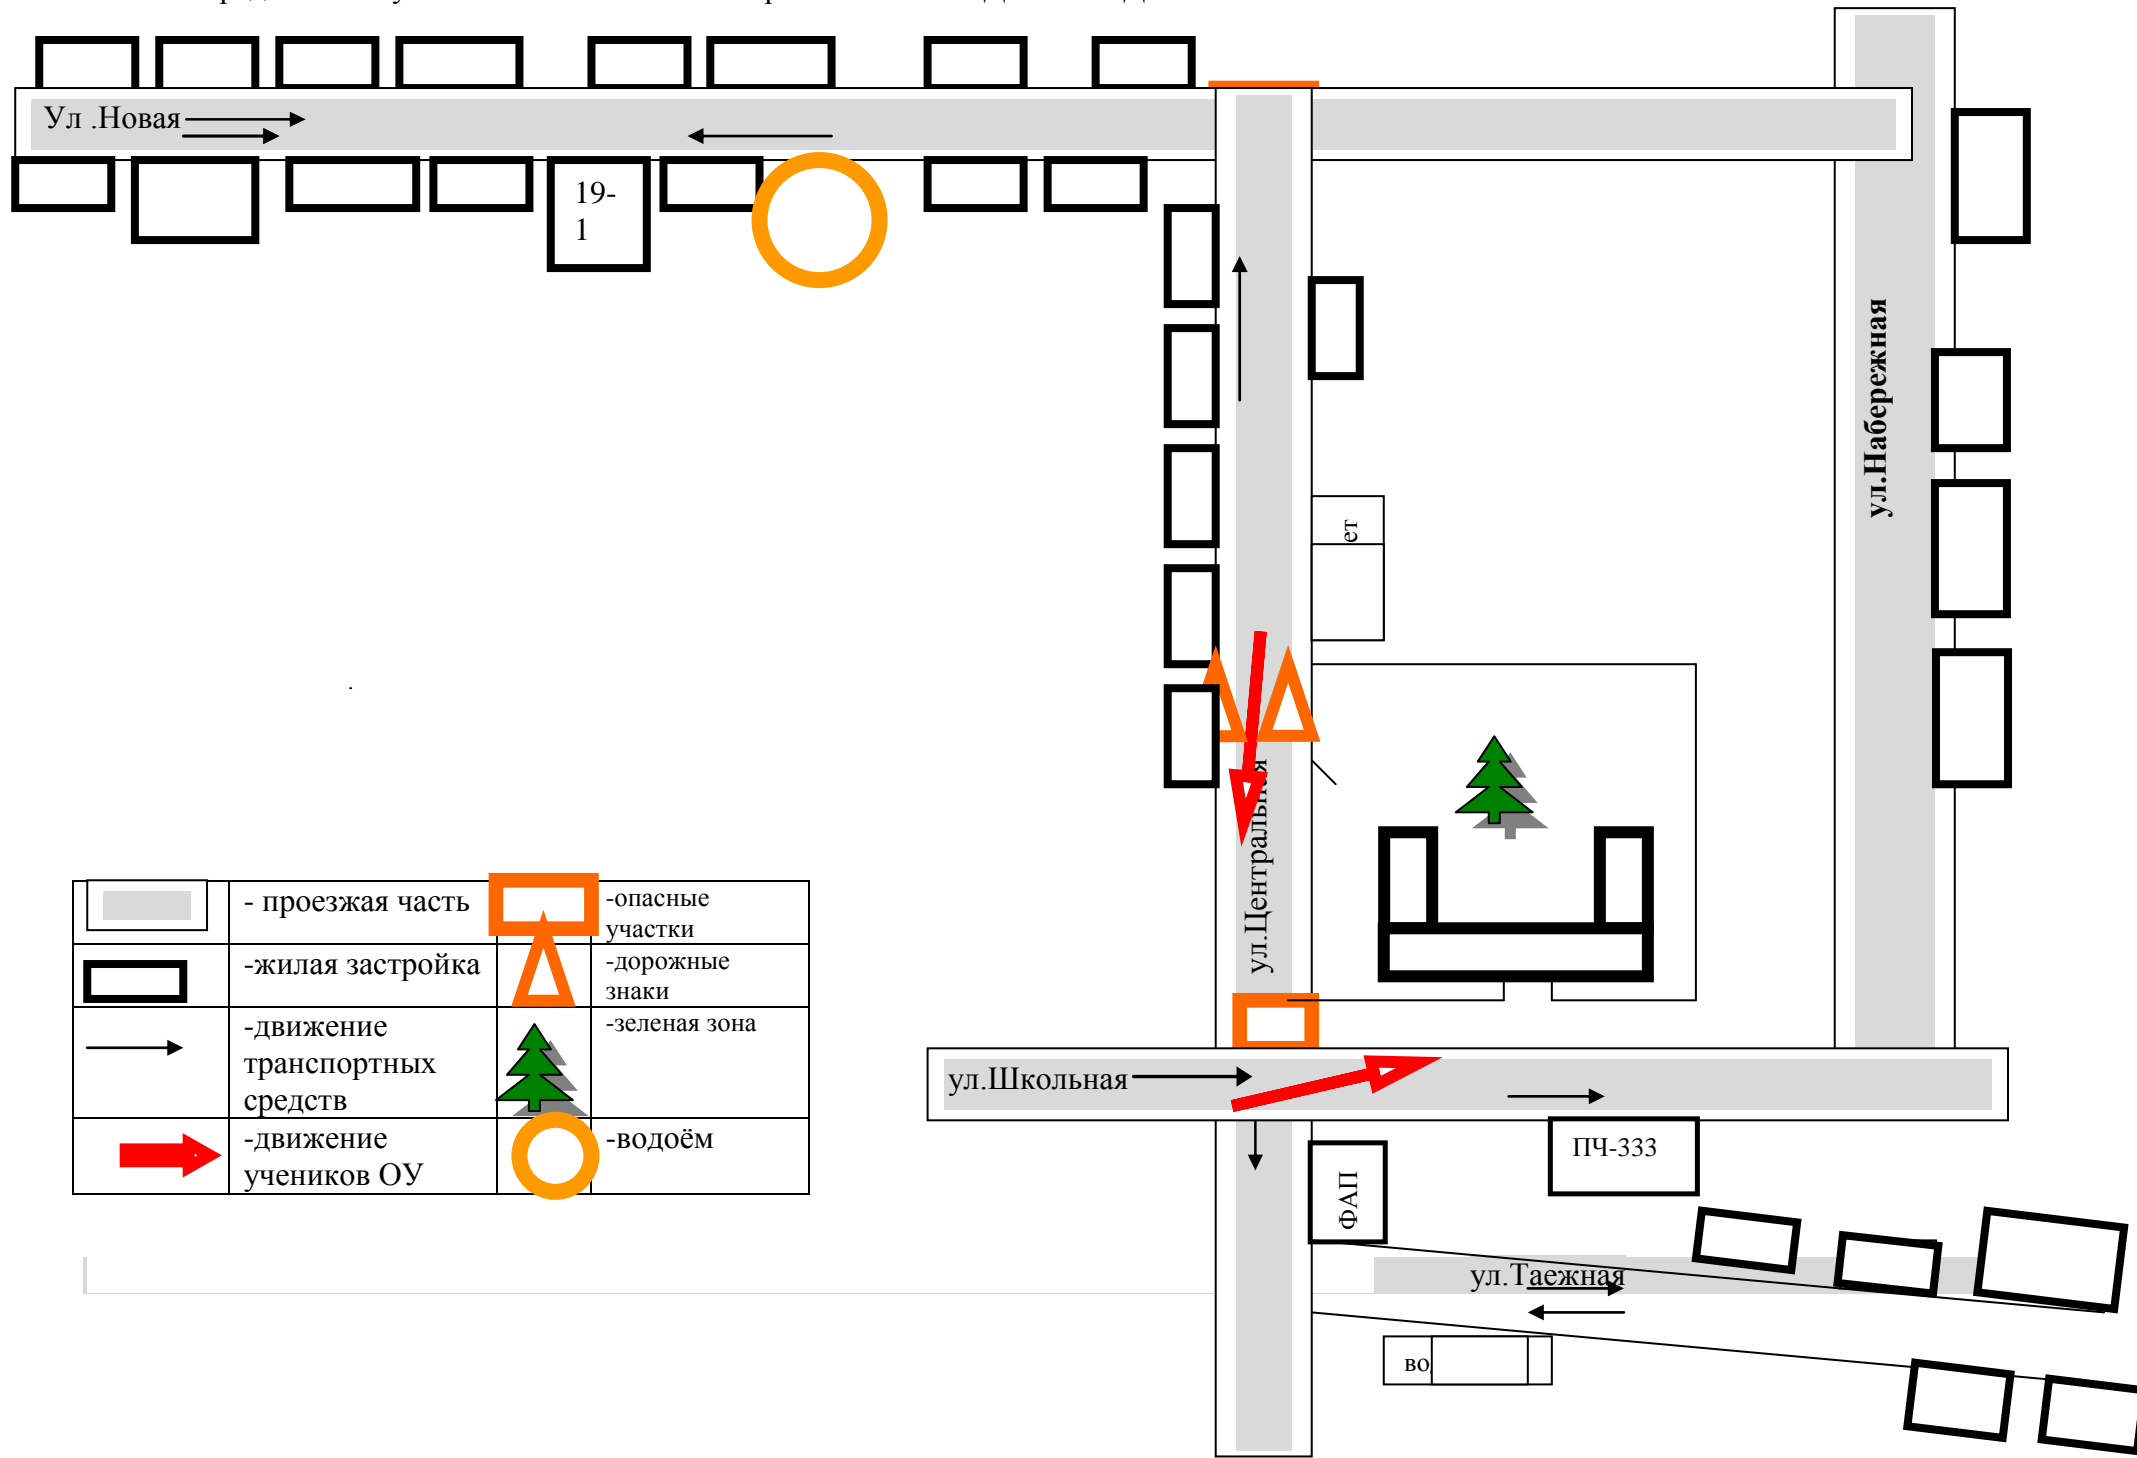 Ул .Новая
19-
1
ул.Набережная
ет
ул.Центральная
- проезжая часть
-опасные
участки
-жилая застройка
-дорожные
знаки
-движение
транспортных
средств
-зеленая зона
-движение
учеников ОУ
-водоём
ул.Школьная
ПЧ-333
ФАП
ул.Таежная
во